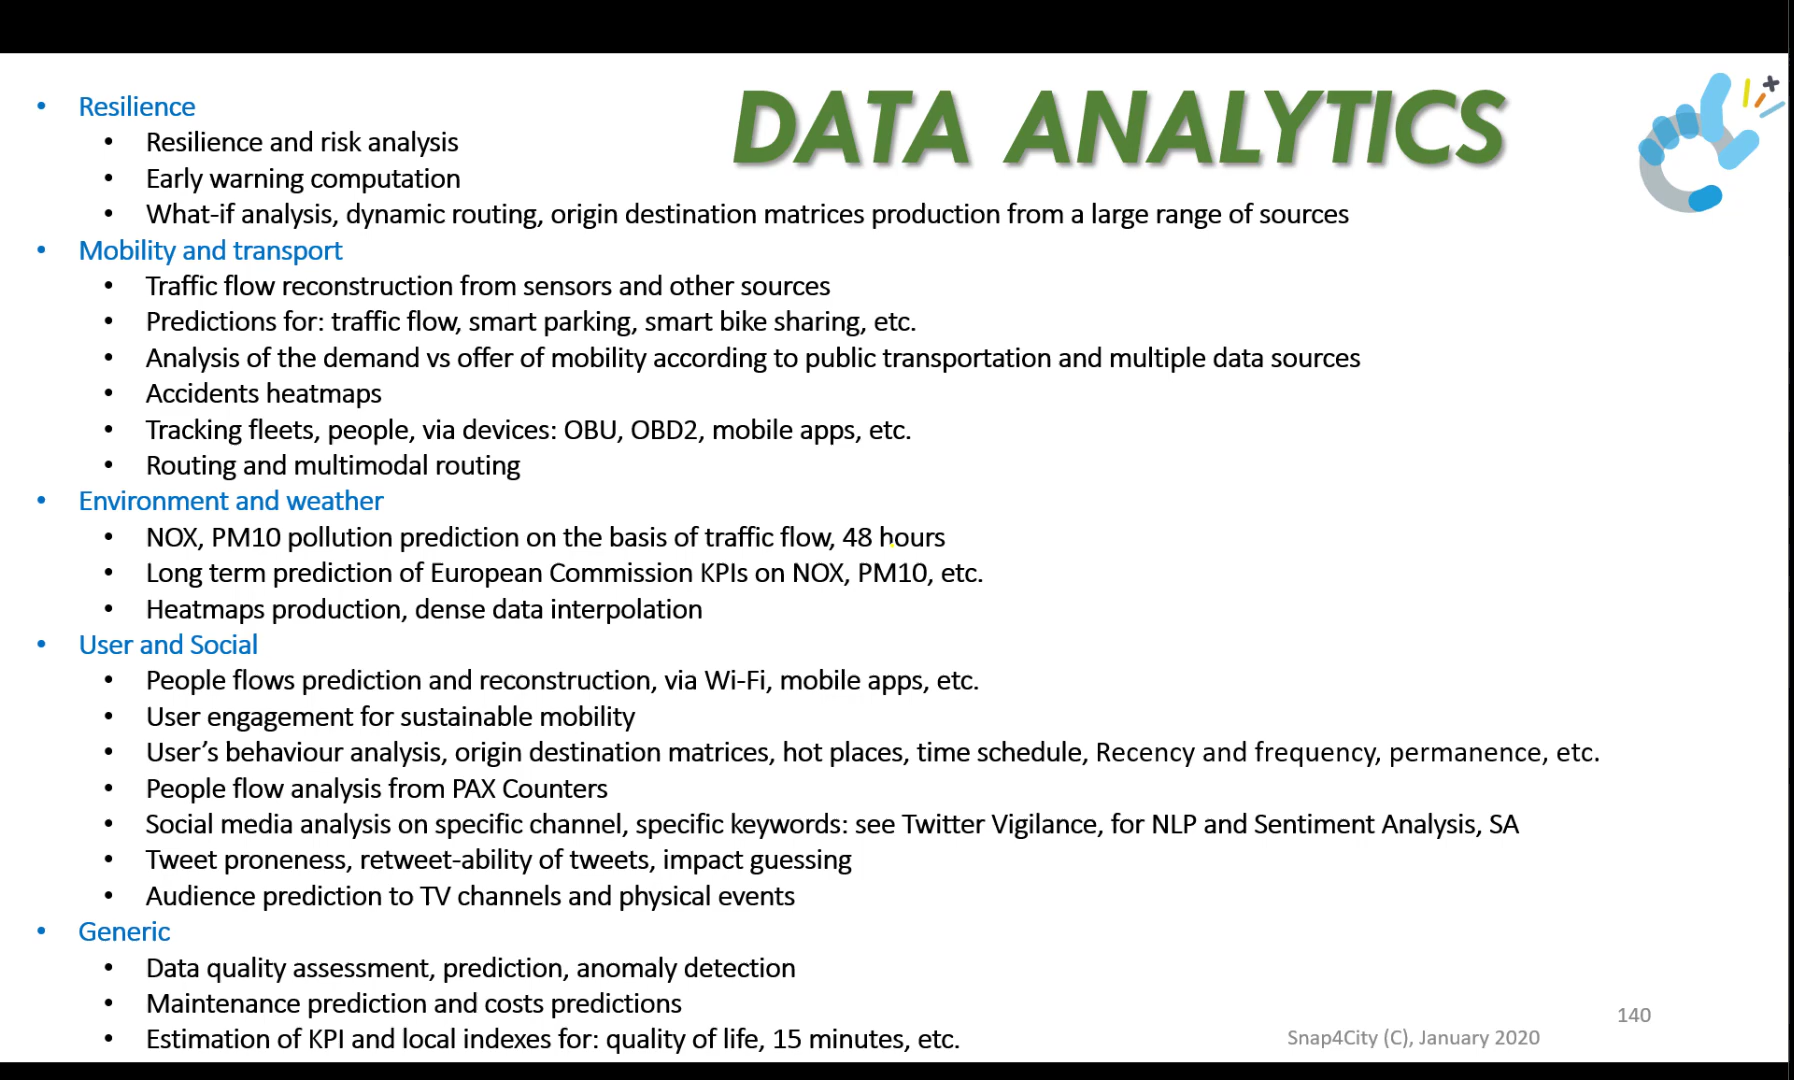 DATA ANALYTICS
• Resilience
• Resilience and risk analysis
• Early warning computation
• What-if analysis, dynamic routing, origin destination matrices production from a large range of sources
• Mobility and transport
• Traffic flow reconstruction from sensors and other sources
• Predictions for: traffic flow, smart parking, smart bike sharing, etc.
• Analysis of the demand vs offer of mobility according to public transportation and multiple data sources
• Accidents heatmaps
• Tracking fleets, people, via devices: OBU, OBD2, mobile apps, etc.
• Routing and multimodal routing
• Environment and weather
• NOX, PM10 pollution prediction on the basis of traffic flow, 48 hours
• Long term prediction of European Commission KPIs on NOX, PM10, etc.
• Heatmaps production, dense data interpolation
• User and Social
• People flows prediction and reconstruction, via Wi-Fi, mobile apps, etc.
• User engagement for sustainable mobility
• User’s behaviour analysis, origin destination matrices, hot places, time schedule, Recency and frequency, permanence, etc.
• People flow analysis from PAX Counters
• Social media analysis on specific channel, specific keywords: see Twitter Vigilance, for NLP and Sentiment Analysis, SA
• Tweet proneness, retweet-ability of tweets, impact guessing
• Audience prediction to TV channels and physical events
• Generic
• Data quality assessment, prediction, anomaly detection
• Maintenance prediction and costs predictions
• Estimation of KPI and local indexes for: quality of life, 15 minutes, etc.
140
Snap4City (C), January 2020